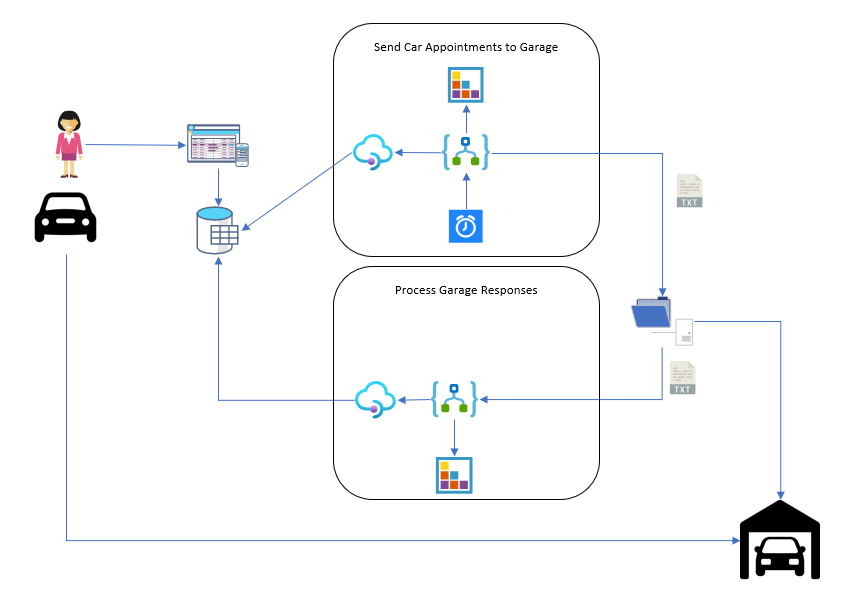 Send Car Appointments to Garage
TXT
Process Garage Responses
TXT